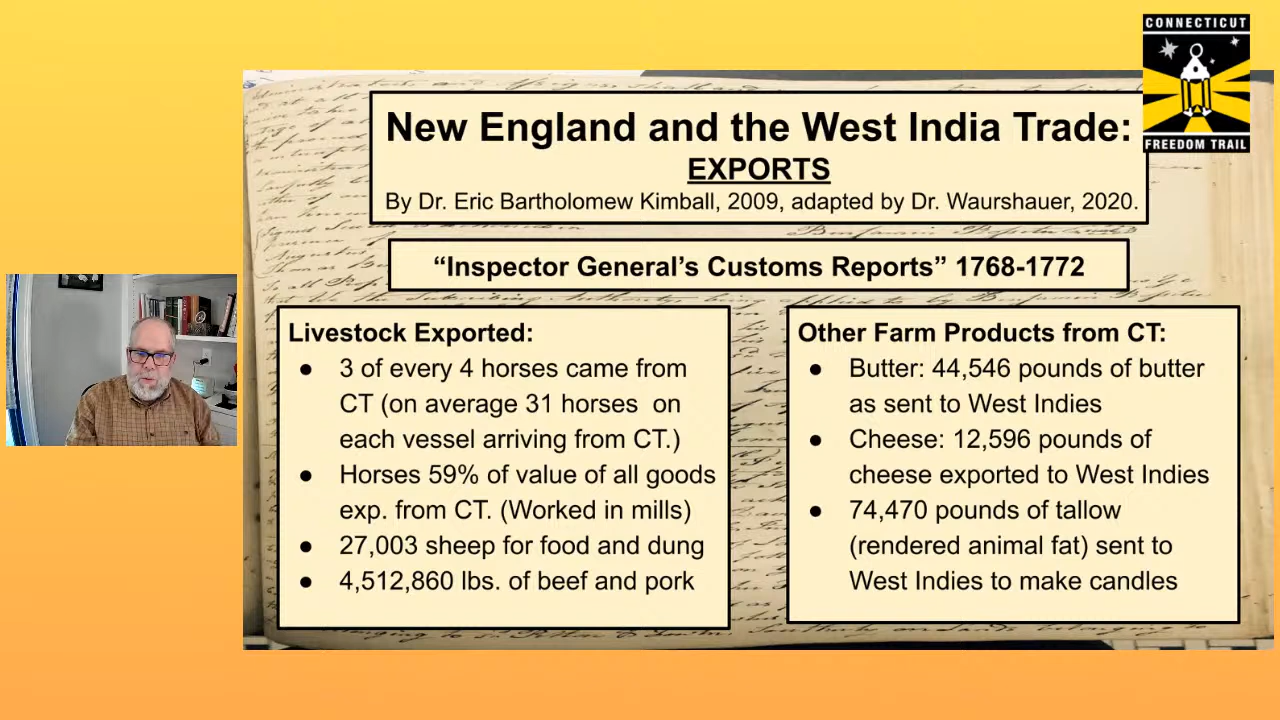 CONNECTICUT
FREEDOM TRAIL
New England and the West India Trade:
EXPORTS
By Dr. Eric Bartholomew Kimball, 2009, adapted by Dr. Waurshauer, 2020.
“Inspector General’s Customs Reports” 1768-1772
Livestock Exported:
● 3 of every 4 horses came from
CT (on average 31 horses on
each vessel arriving from CT.)
● Horses 59% of value of all goods
exp. from CT. (Worked in mills)
● 27,003 sheep for food and dung
● 4,512,860 lbs. of beef and pork
Other Farm Products from CT:
● Butter: 44,546 pounds of butter
as sent to West Indies
● Cheese: 12,596 pounds of
cheese exported to West Indies
● 74,470 pounds of tallow
(rendered animal fat) sent to
West Indies to make candles